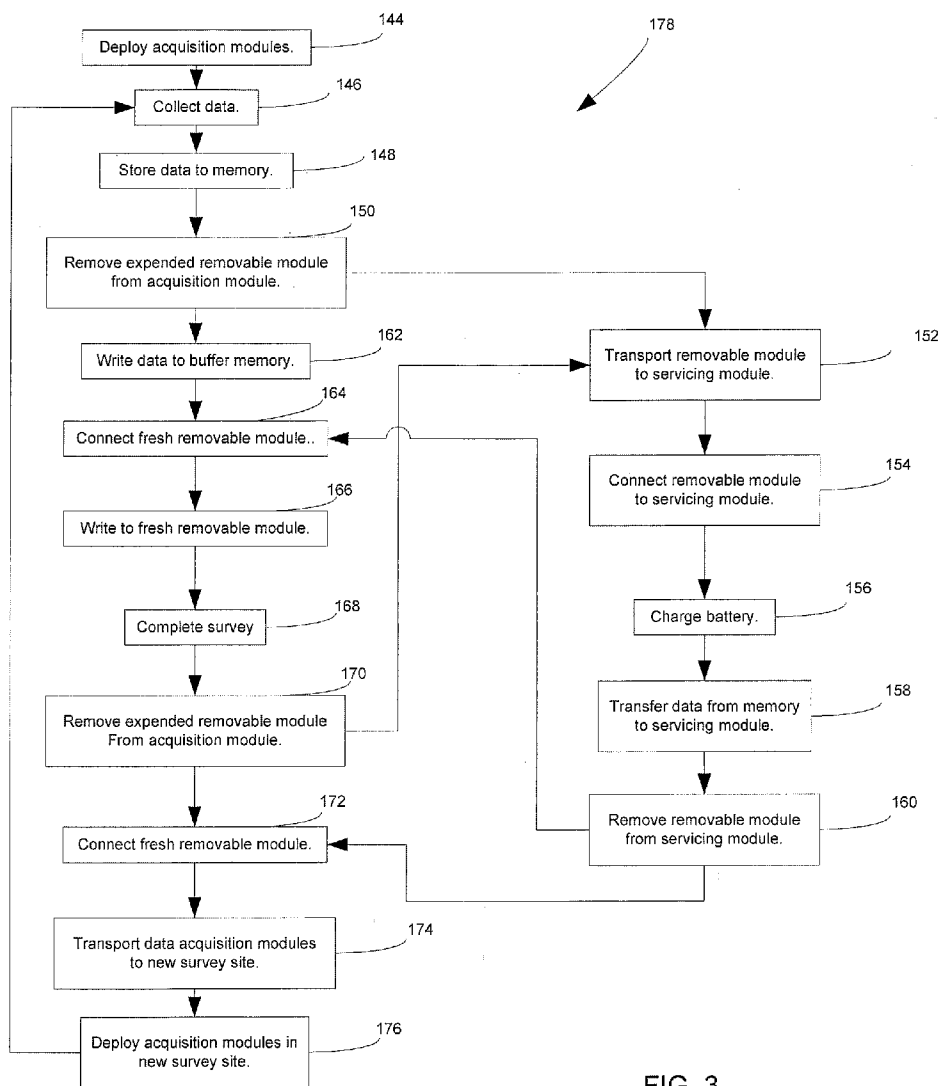 144
Deploy acquisition modules.
178
146
Collect data.
148
Store data to memory.
150
Remove expended removable module
from acquisition module.
152
Transport removable module
to servicing module.
162
Write data to buffer memory.
164
Connect fresh removable module..
154
Connect removable module
to servicing module.
166
Write to fresh removable module.
156
Charge battery.
168
Complete survey
158
Transfer data from memory
to servicing module.
170
Remove expended removable module
From acquisition module.
160
Remove removable module
from servicing module.
172
Connect fresh removable module.
174
Transport data acquisition modules
to new survey site.
176
Deploy acquisition modules in
new survey site.
FIG. 3